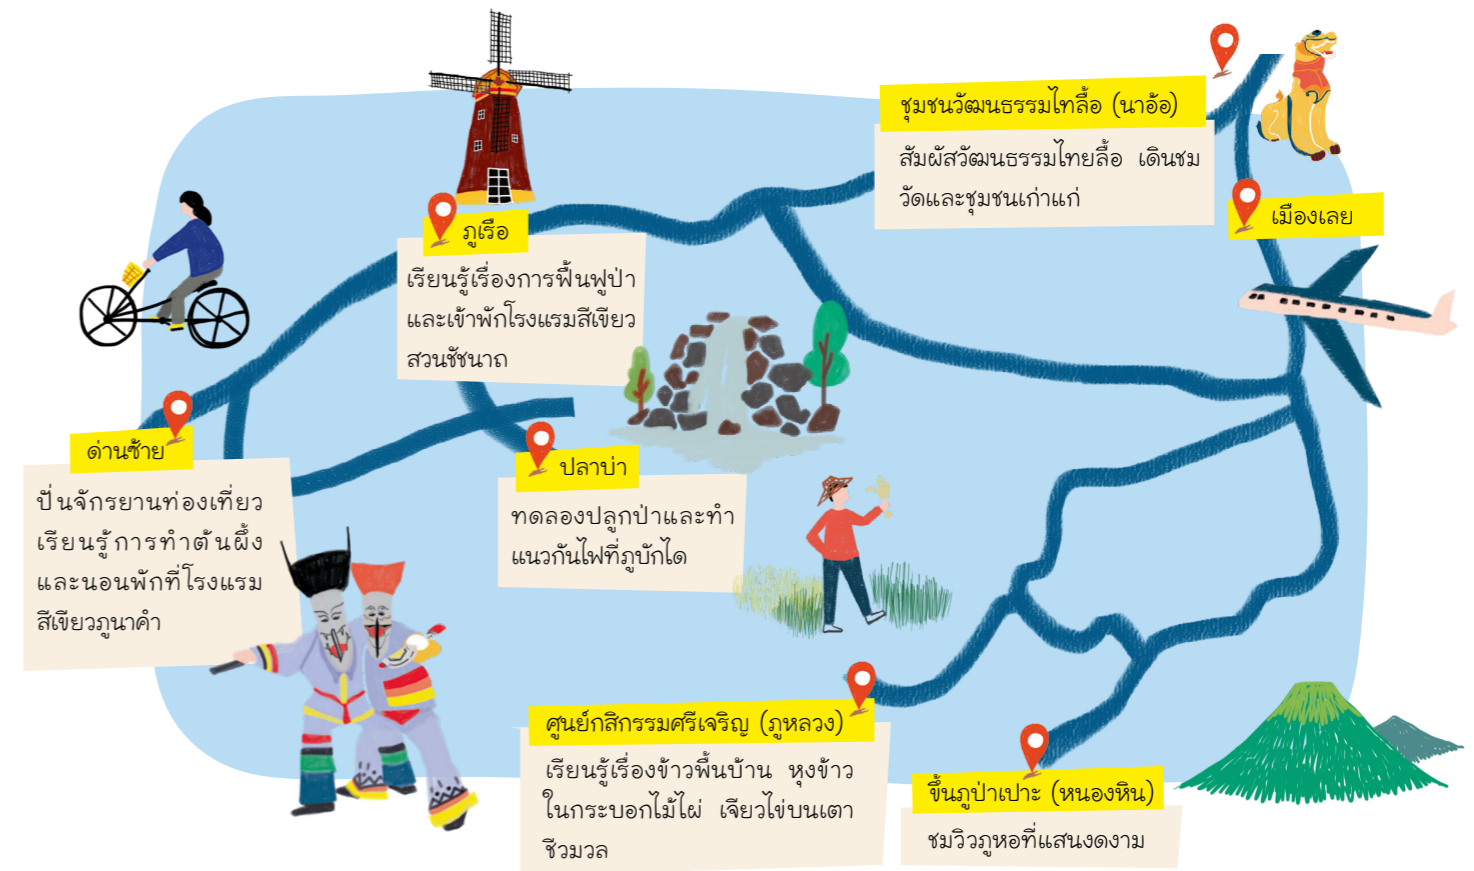 ชุมชนวัฒนธรรมไทลื้อ (นาอ้อ)
สัมผัสวัฒนธรรมไทยลื้อ เดินชม
วัดและชุมชนเก่าแก่
เมืองเลย
ภูเรือ
เรียนรู้เรื่องการฟื้นฟูป่า
และเข้าพักโรงแรมสีเขียว
สวนชัชนาถ
ด่านซ้าย
ปั่นจักรยานท่องเที่ยว
เรียนรู้การทำต้นผึ้ง
และนอนพักที่โรงแรม
สีเขียวภูนาคำ
ปลาบ่า
ทดลองปลูกป่าและทำ
แนวกันไฟที่ภูบักได
ศูนย์กสิกรรมศรีเจริญ (ภูหลวง)
เรียนรู้เรื่องข้าวพื้นบ้าน หุงข้าว
ในกระบอกไม้ไผ่ เจียวไข่บนเตา
ชีวมวล
ขึ้นภูป่าเปาะ (หนองหิน)
ชมวิวภูหอที่แสนงดงาม